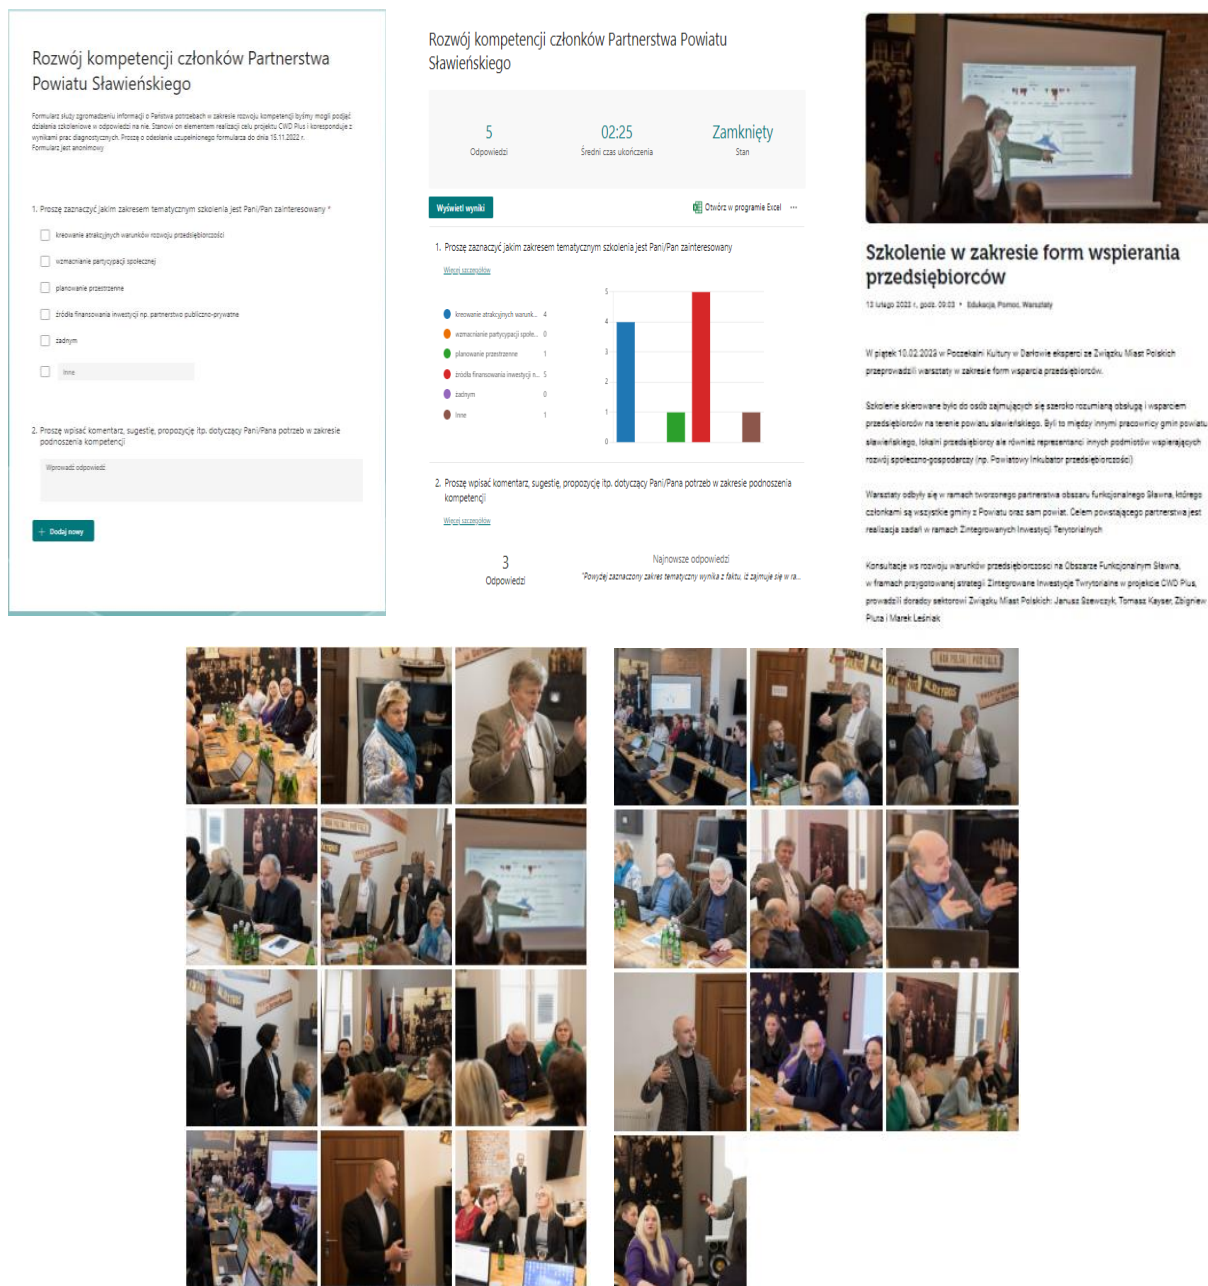 Rozwój kompetencji członków Partnerstwa
Powiatu Sławieńskiego
Formularz służy zgromadzeniu informacji o Państwa potrzebach w zakresie rozwoju kompetencji byśmy mogli podjąć
działania szkoleniowe w odpowiedzi na nie. Stanowi on elementem realizacji celu projektu CWD Plus i koresponduje z
wynikami prac diagnostycznych. Proszę o odesłanie uzupełnionego formularza do dnia 15.11.2022 r.
Formularz jest anonimowy
1. Proszę zaznaczyć jakim zakresem tematycznym szkolenia jest Pani/Pan zainteresowany *
kreowanie atrakcyjnych warunków rozwoju przedsiębiorczości
wzmacnianie partycypacji społecznej
planowanie przestrzenne
źródła finansowania inwestycji np. partnerstwo publiczno-prywatne
żadnym
Inne
2. Proszę wpisać komentarz, sugestię, propozycję itp. dotyczący Pani/Pana potrzeb w zakresie
podnoszenia kompetencji
Wprowadź odpowiedź
+ Dodaj nowy
Rozwój kompetencji członków Partnerstwa Powiatu
Sławieńskiego
5
Odpowiedzi
02:25
Średni czas ukończenia
Zamknięty
Stan
Wyświetl wyniki
Otwórz w programie Excel ...
1. Proszę zaznaczyć jakim zakresem tematycznym szkolenia jest Pani/Pan zainteresowany
Więcej szczegółów
kreowanie atrakcyjnych warunk... 4
wzmacnianie partycypacji społe... 0
planowanie przestrzenne 1
źródła finansowania inwestycji n... 5
żadnym 0
Inne 1
5
4
3
2
1
0
2. Proszę wpisać komentarz, sugestię, propozycję itp. dotyczący Pani/Pana potrzeb w zakresie podnoszenia
kompetencji
Więcej szczegółów
3
Odpowiedzi
Najnowsze odpowiedzi
"Powyżej zaznaczony zakres tematyczny wynika z faktu, iż zajmuje się w ra...
Szkolenie w zakresie form wspierania
przedsiębiorców
13 lutego 2023 r., godz. 09:03 • Edukacja, Pomoc, Warsztaty
W piątek 10.02.2023 w Poczekalni Kultury w Darłowie eksperci ze Związku Miast Polskich
przeprowadzili warsztaty w zakresie form wsparcia przedsiębiorców.
Szkolenie skierowane było do osób zajmujących się szeroko rozumianą obsługą i wsparciem
przedsiębiorców na terenie powiatu sławieńskiego. Byli to między innymi pracownicy gmin powiatu
sławieńskiego, lokalni przedsiębiorcy ale również reprezentanci innych podmiotów wspierających
rozwój społeczno-gospodarczy (np. Powiatowy Inkubator przedsiębiorczości)
Warsztaty odbyły się w ramach tworzonego partnerstwa obszaru funkcjonalnego Sławna, którego
członkami są wszystkie gminy z Powiatu oraz sam powiat. Celem powstającego partnerstwa jest
realizacja zadań w ramach Zintegrowanych Inwestycji Terytorialnych
Konsultacje ws rozwoju warunków przedsiębiorczosci na Obszarze Funkcjonalnym Sławna,
w framach przygotowanej strategii Zintegrowane Inwestycje Terytorialne w projekcie CWD Plus,
prowadzili doradcy sektorowi Związku Miast Polskich: Janusz Szewczyk, Tomasz Kayser, Zbigniew
Pluta i Marek Leśniak
ALBATROS